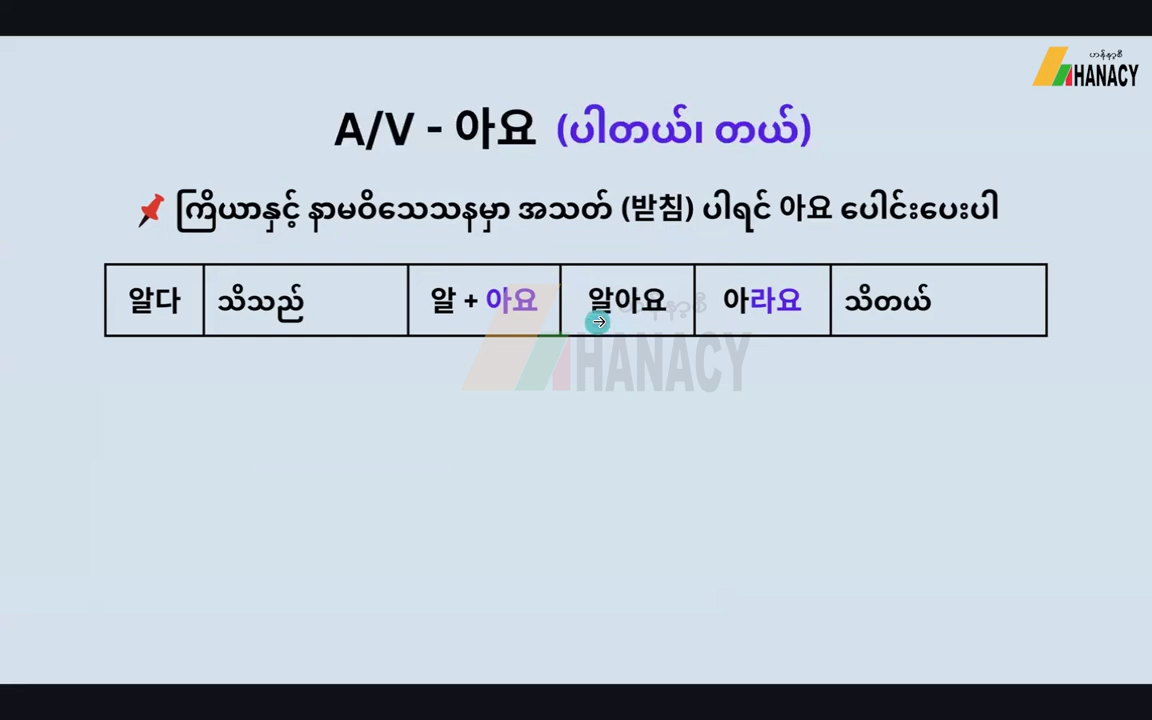 ဟန်နာစီ
HANACY
A/V - 아요 (ပါတယ်၊ တယ်)
📌 ကြိယာနှင့် နာမဝိသေသနမှာ အသတ် (받침) ပါရင် 아요 ပေါင်းပေးပါ
알다 သိသည် 알 + 아요 알아요 아라요 သိတယ်
HANACY